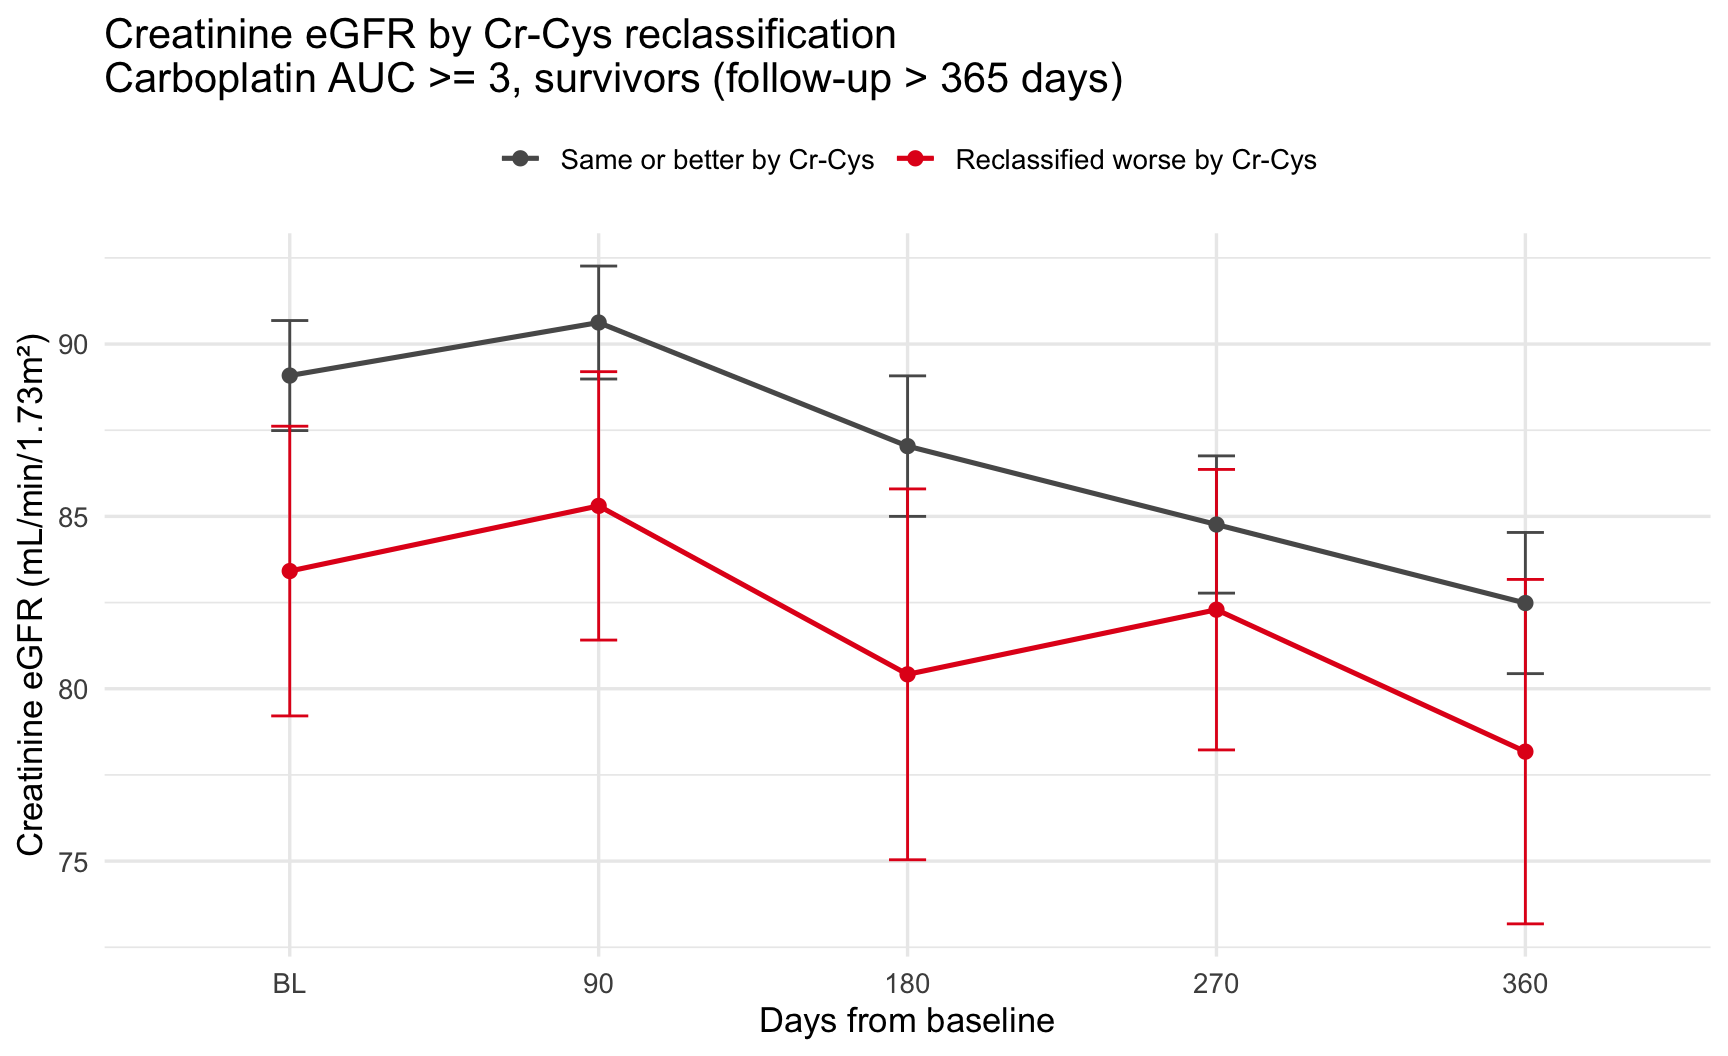 Creatinine eGFR by Cr-Cys reclassification
Carboplatin AUC >= 3, survivors (follow-up > 365 days)
Same or better by Cr-Cys
Reclassified worse by Cr-Cys
Creatinine eGFR (mL/min/1.73m²)
90
85
80
75
BL
90
180
270
360
Days from baseline